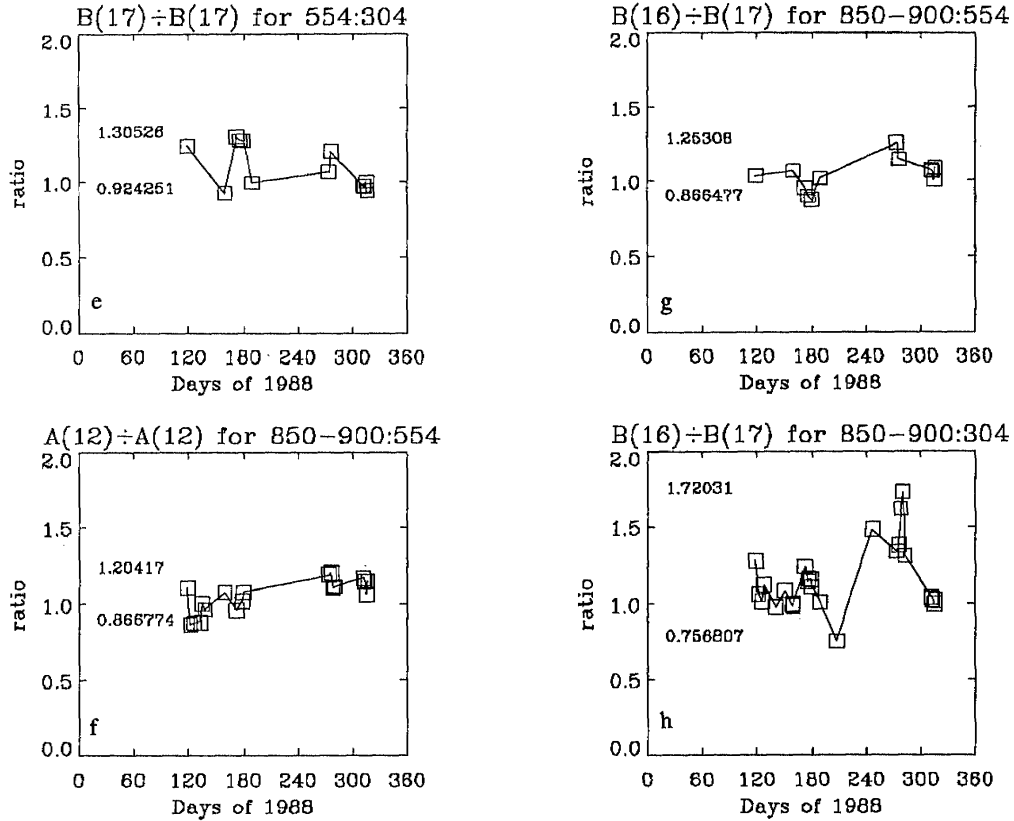 B(17)÷B(17) for 554:304
2.0
1.5
1.30526
1.0
0.924251
0.5
0.0
ratio
e
0 60 120 180 240 300 360
Days of 1988
B(16)÷B(17) for 850-900:554
2.0
1.5
1.25308
1.0
0.866477
0.5
0.0
ratio
g
0 60 120 180 240 300 360
Days of 1988
A(12)÷A(12) for 850-900:554
2.0
1.5
1.20417
1.0
0.866774
0.5
0.0
ratio
f
0 60 120 180 240 300 360
Days of 1988
B(16)÷B(17) for 850-900:304
2.0
1.72031
1.5
1.0
0.756807
0.5
0.0
ratio
h
0 60 120 180 240 300 360
Days of 1988